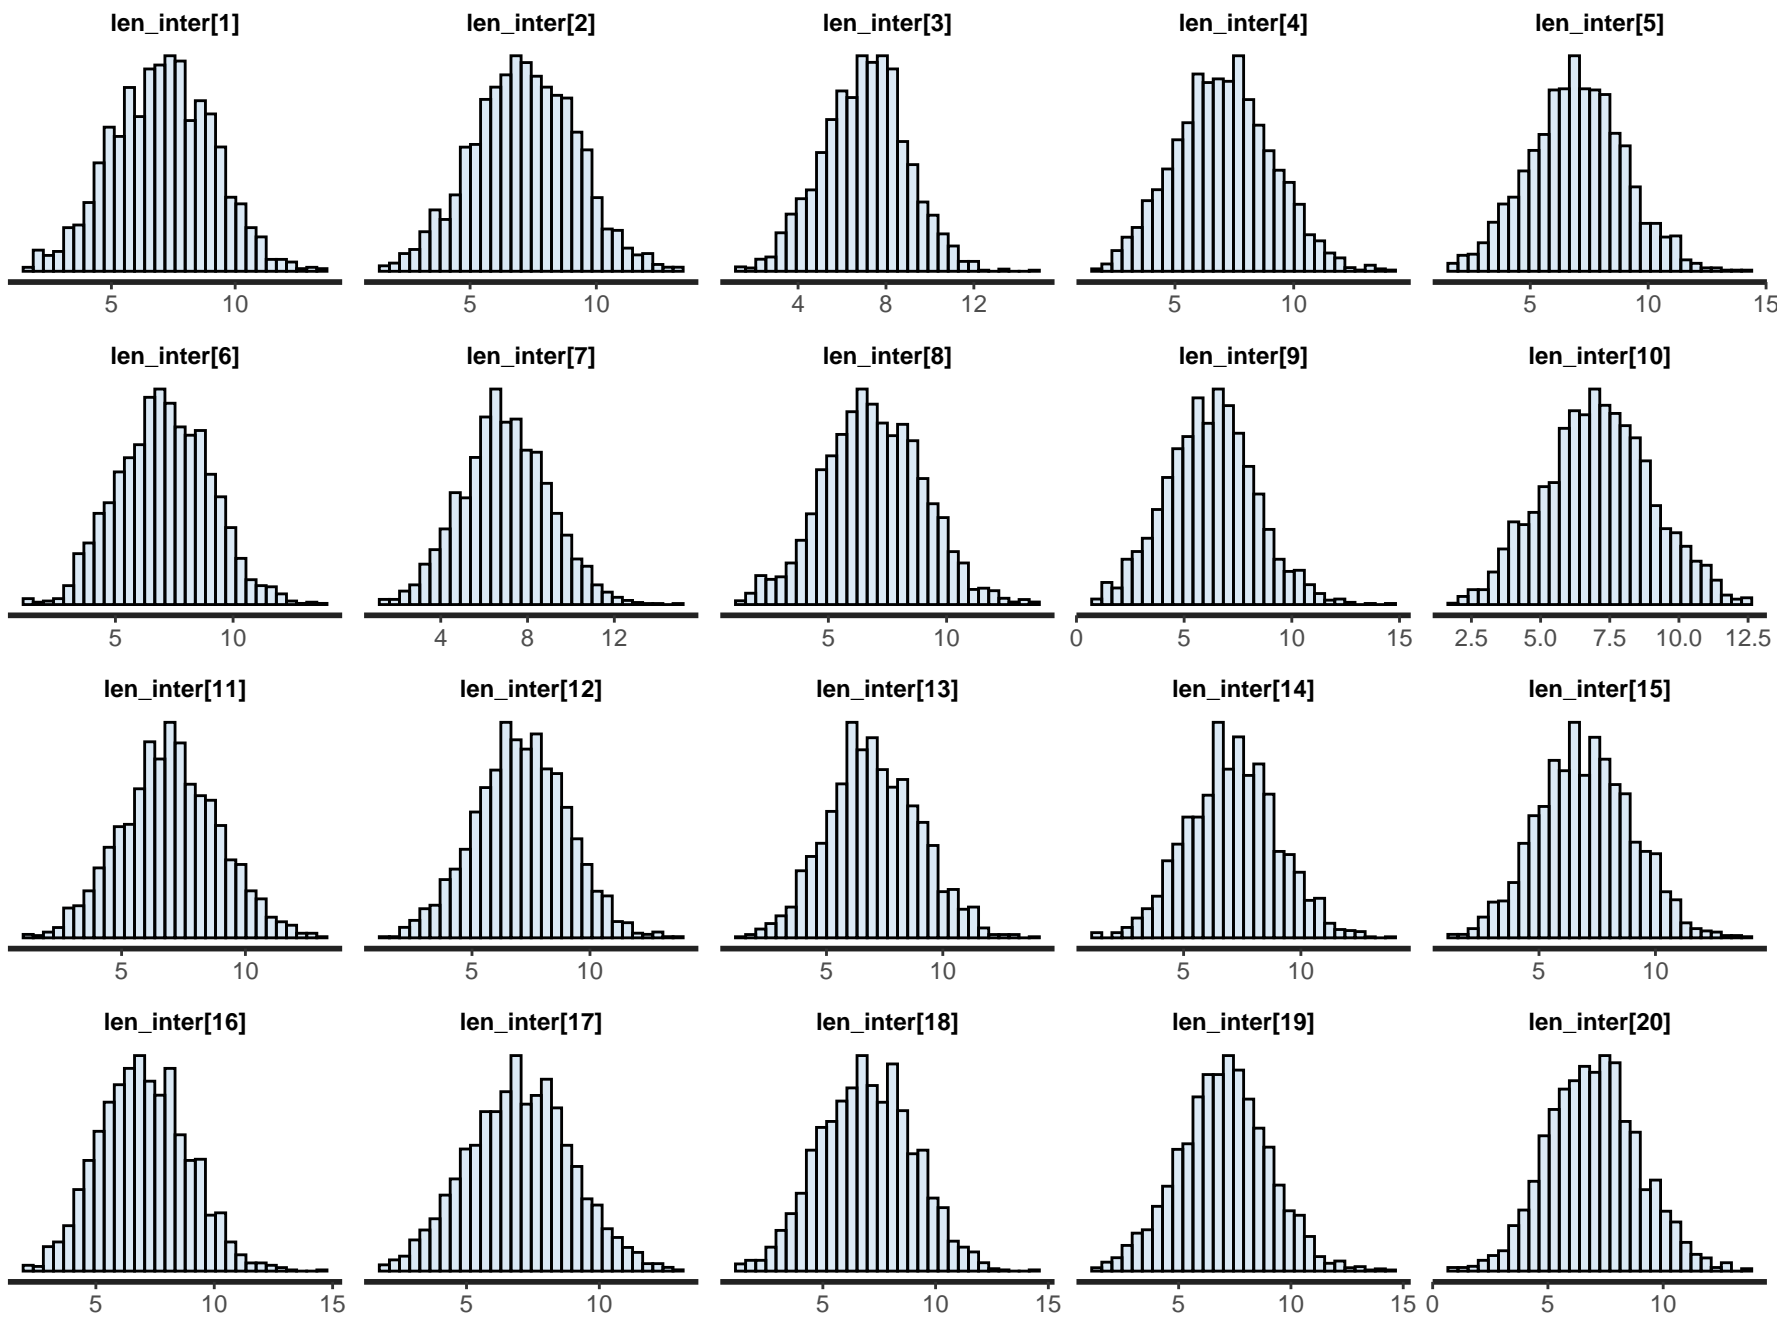 len_inter[1] len_inter[2] len_inter[3] len_inter[4] len_inter[5]
5 10 5 10 4 8 12 5 10 5 10 15
len_inter[6] len_inter[7] len_inter[8] len_inter[9] len_inter[10]
5 10 4 8 12 5 10 0 5 10 15 2.5 5.0 7.5 10.0 12.5
len_inter[11] len_inter[12] len_inter[13] len_inter[14] len_inter[15]
5 10 5 10 5 10 5 10 5 10
len_inter[16] len_inter[17] len_inter[18] len_inter[19] len_inter[20]
5 10 15 5 10 5 10 15 5 10 15 0 5 10